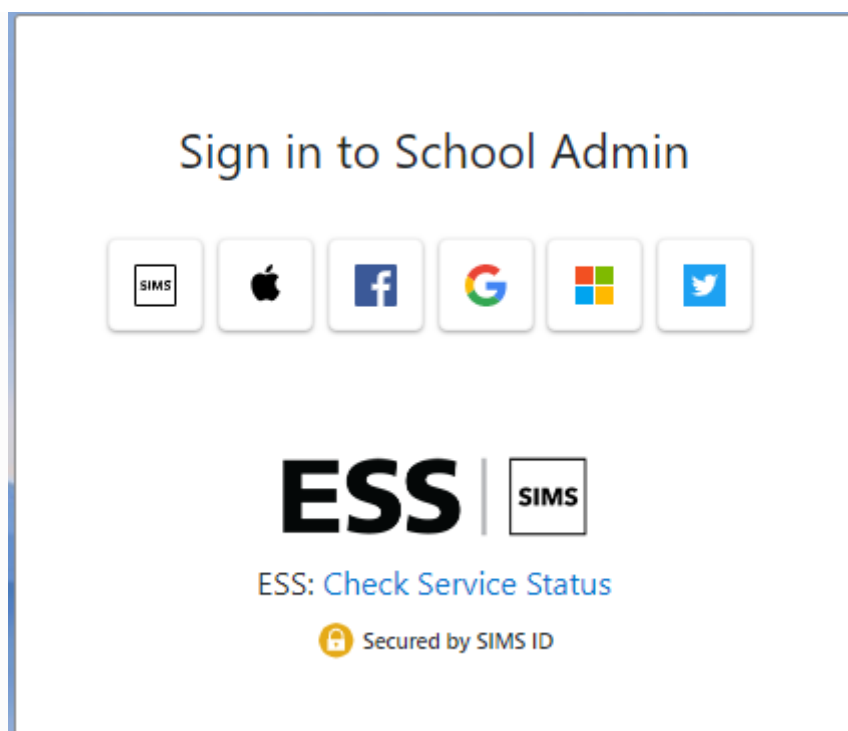 Sign in to School Admin
SIMS
ESS SIMS
ESS: Check Service Status
Secured by SIMS ID